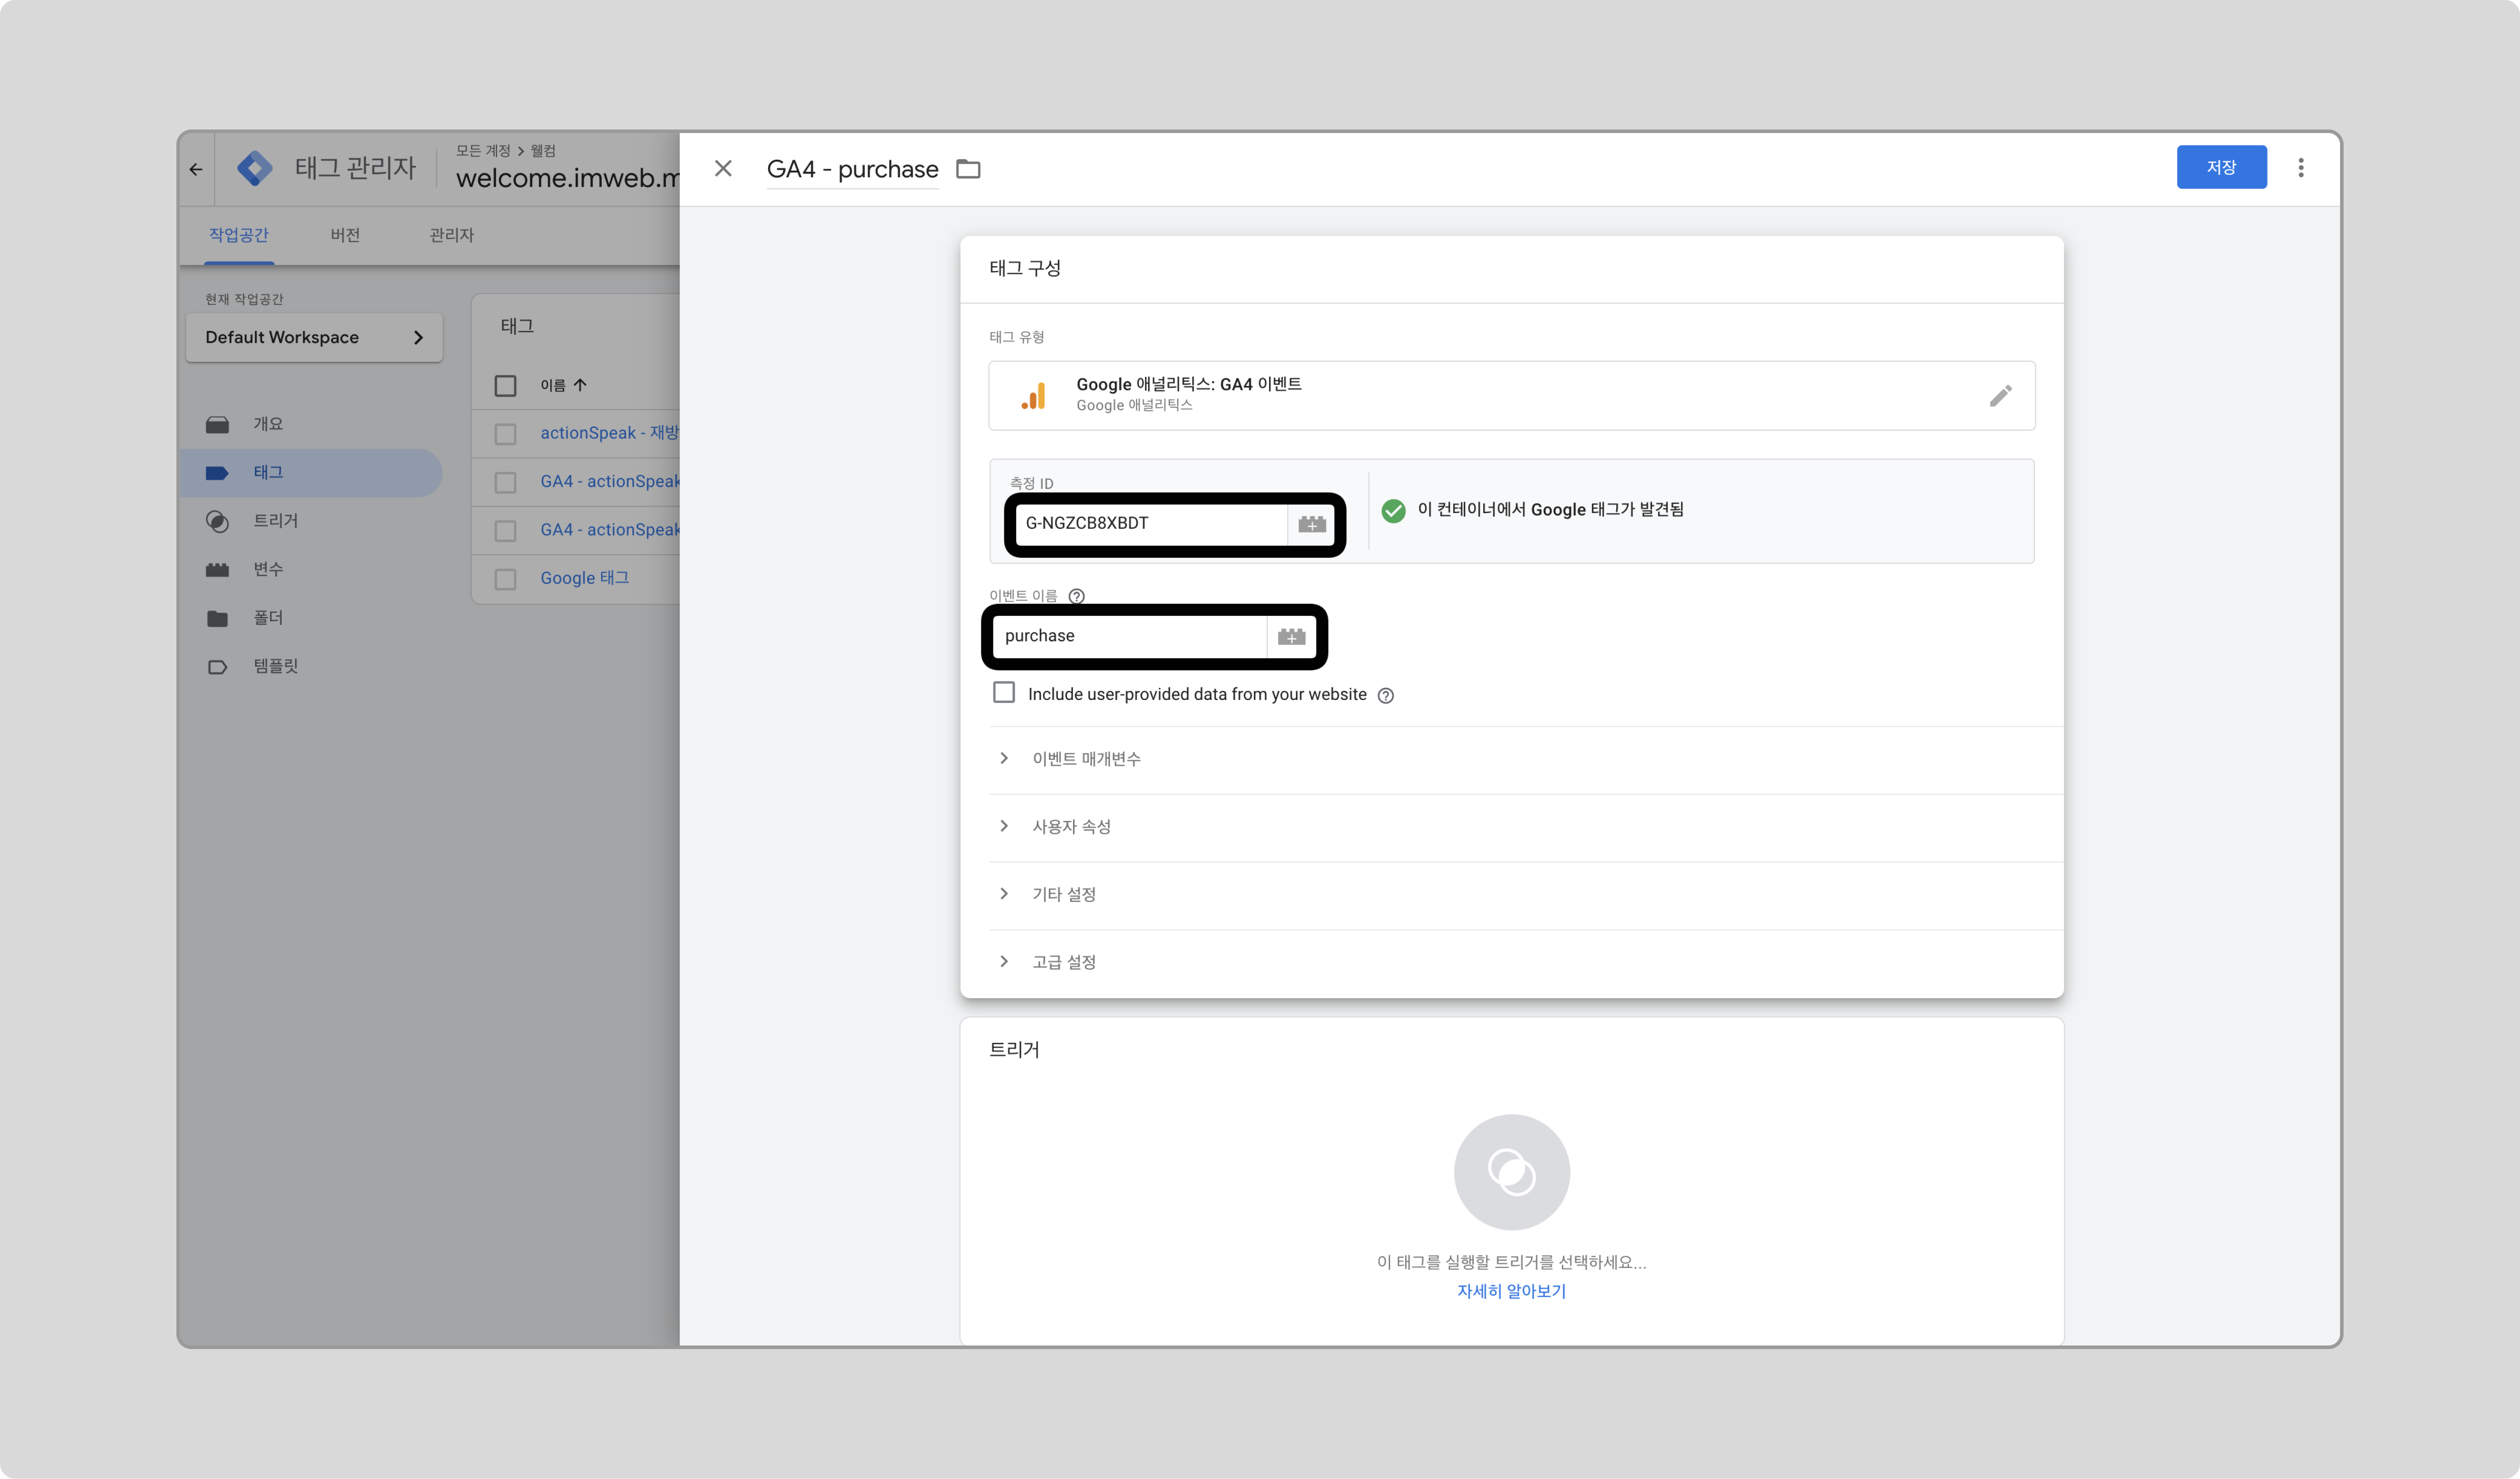 태그 관리자
모든 계정 > 웰컴
welcome.imweb.m
작업공간
버전
관리자
현재 작업공간
Default Workspace
개요
태그
트리거
변수
폴더
템플릿
태그
이름
actionSpeak - 재방
GA4 - actionSpeak
GA4 - actionSpeak
Google 태그
GA4 - purchase
저장
태그 구성
태그 유형
Google 애널리틱스: GA4 이벤트
Google 애널리틱스
측정 ID
G-NGZCB8XBDT
이 컨테이너에서 Google 태그가 발견됨
이벤트 이름
purchase
Include user-provided data from your website
이벤트 매개변수
사용자 속성
기타 설정
고급 설정
트리거
이 태그를 실행할 트리거를 선택하세요...
자세히 알아보기